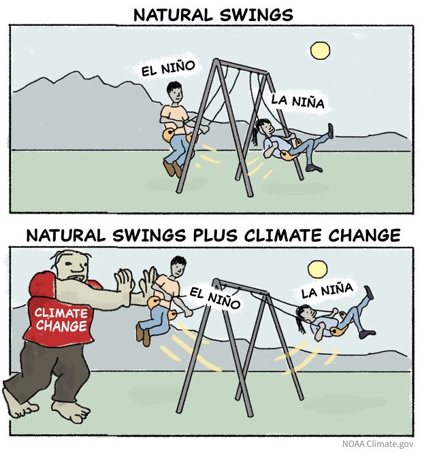 NATURAL SWINGS
EL NIÑO
LA NIÑA
NATURAL SWINGS PLUS CLIMATE CHANGE
CLIMATE
CHANGE
EL NIÑO
LA NIÑA
NOAA Climate.gov